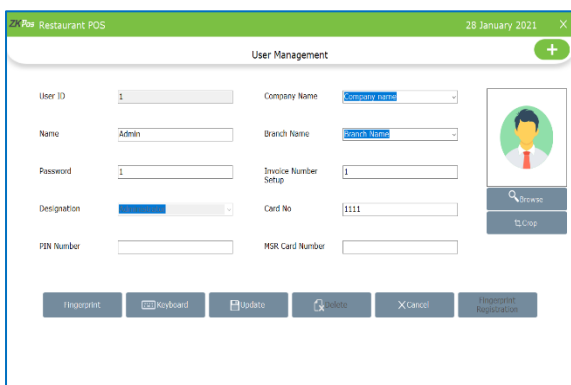 ZKPos Restaurant POS 28 January 2021 X
User Management
User ID 1 Company Name Company name
Name Admin Branch Name Branch Name
Password 1 Invoice Number Setup 1
Browse
Designation Card No 1111
Crop
PIN Number MSR Card Number
Fingerprint Keyboard Update Delete Cancel Fingerprint Registration